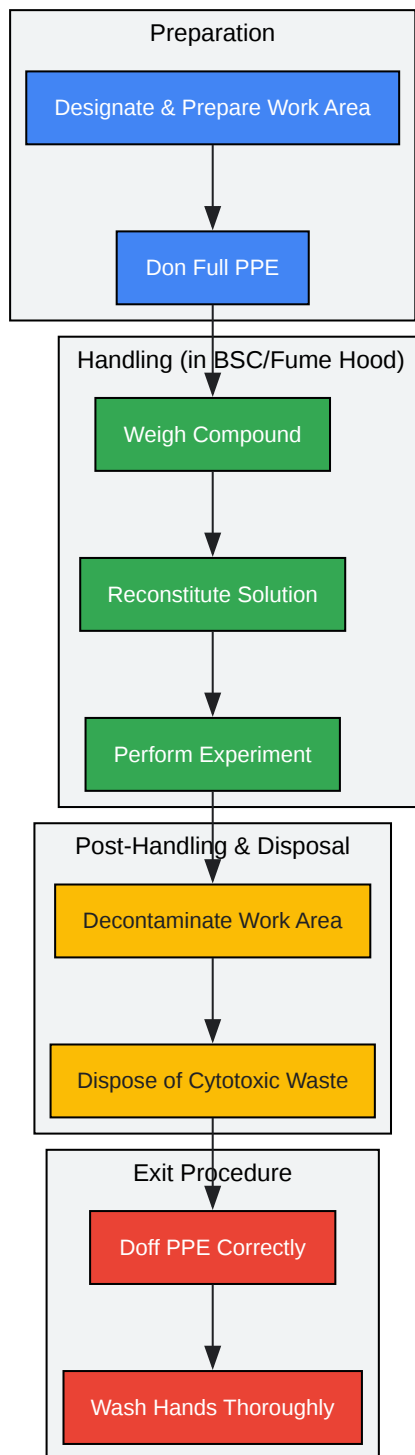 Preparation
Designate & Prepare Work Area
Don Full PPE
Handling (in BSC/Fume Hood)
Weigh Compound
Reconstitute Solution
Perform Experiment
Post-Handling & Disposal
Decontaminate Work Area
Dispose of Cytotoxic Waste
Exit Procedure
Doff PPE Correctly
Wash Hands Thoroughly